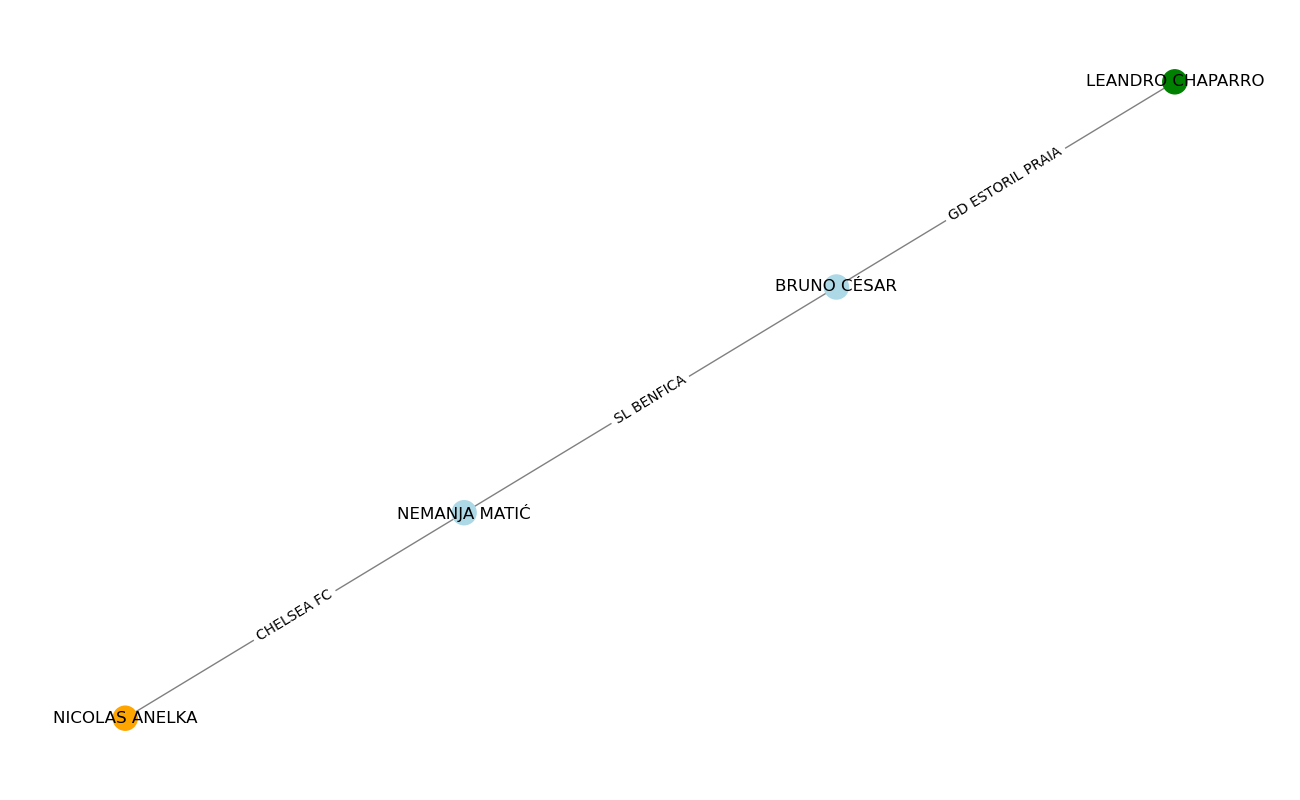 LEANDRO CHAPARRO
GD ESTORIL PRAIA
BRUNO CÉSAR
SL BENFICA
NEMANJA MATIĆ
CHELSEA FC
NICOLAS ANELKA